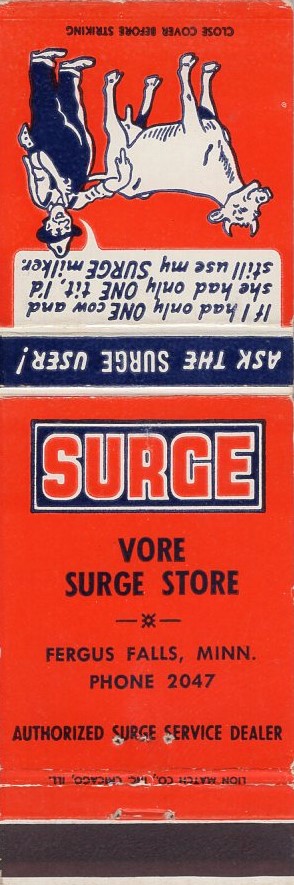 CLOSE COVER BEFORE STRIKING
If I had only ONE cow and
she had only ONE tit, I'd
still use my SURGE milker.
ASK THE SURGE USER!
SURGE
VORE
SURGE STORE
FERGUS FALLS, MINN.
PHONE 2047
AUTHORIZED SURGE SERVICE DEALER
LION MATCH CO., INC. CHICAGO, ILL.